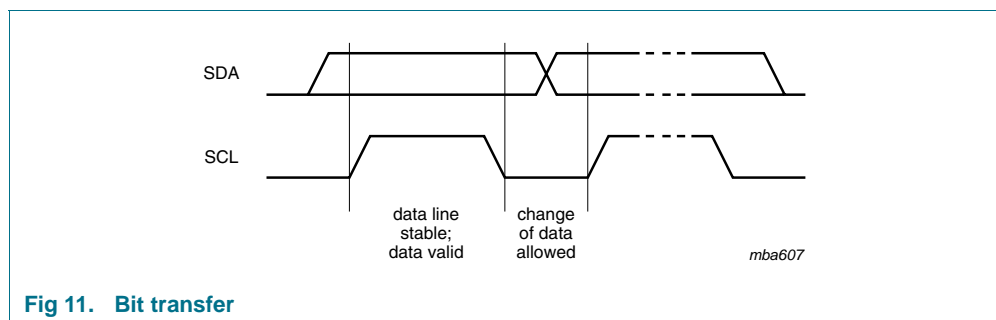 SDA
SCL
data line
stable;
data valid
change
of data
allowed
mba607
Fig 11. Bit transfer